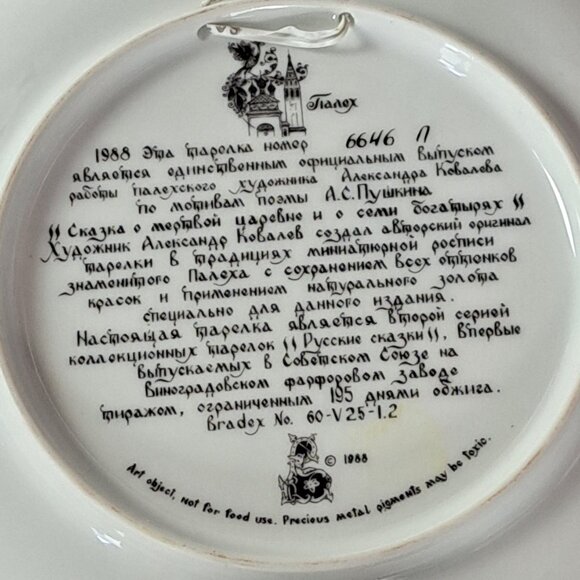 Палех
1988 Эта тарелка номер 6646 П
является единственным официальным выпуском
работы палехского художника Александра Ковалева
по мотивам поэмы А.С.Пушкина
"Сказка о мертвой царевне и о семи богатырях"
Художник Александр Ковалев создал авторский оригинал
тарелки в традициях миниатюрной росписи
знаменитого Палеха с сохранением всех оттенков
красок и применением натурального золота
специально для данного издания.
Настоящая тарелка является второй серией
коллекционных тарелок "Русские сказки", впервые
выпускаемых в Советском Союзе на
Виноградовском фарфоровом заводе
тиражом, ограниченным 195 днями обжига.
Bradex No. 60-V25-1.2
© 1988
Art object, not for food use. Precious metal pigments may be toxic.